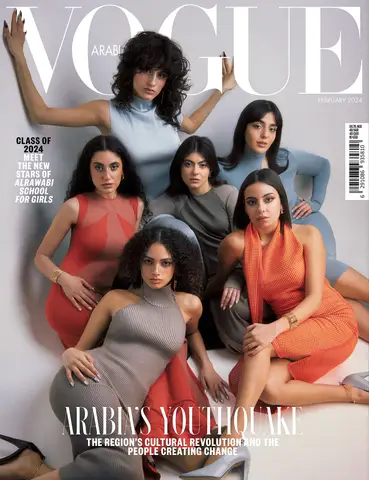 VOGUE
ARABIA
FEBRUARY 2024
CLASS OF
2024
MEET
THE NEW
STARS OF
ALRAWABI
SCHOOL
FOR GIRLS
ARABIA'S YOUTHQUAKE
THE REGION'S CULTURAL REVOLUTION AND THE
PEOPLE CREATING CHANGE